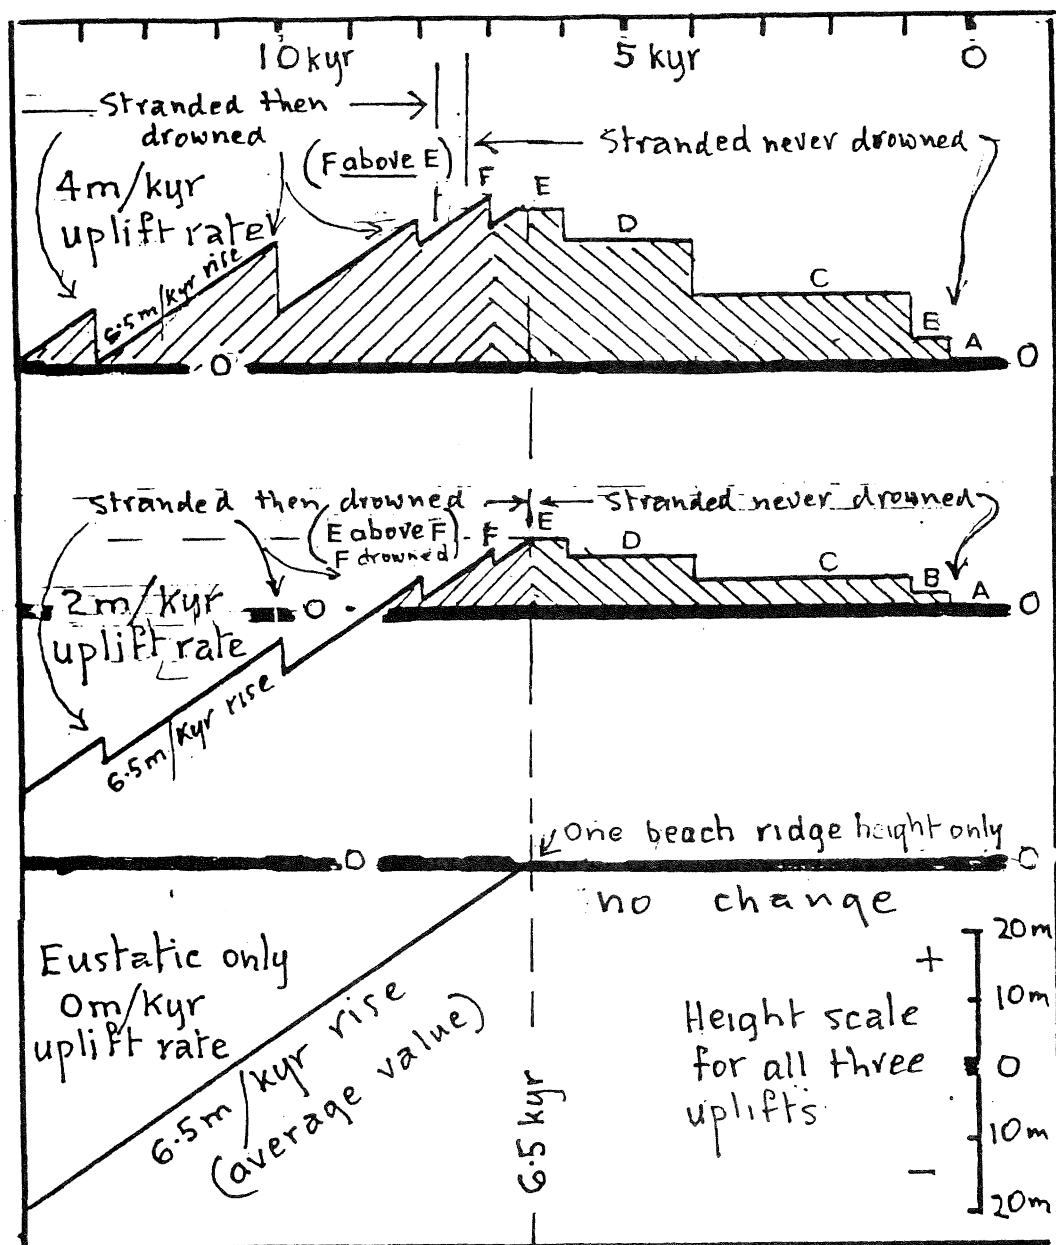 10 kyr 5 kyr 0
Stranded then
drowned
Stranded never drowned
(F above E)
4m/kyr
uplift rate
6.5m/kyr rise
F E
D
C
E
A
0 0
Stranded then drowned
Stranded never drowned
(E above F)
F drowned
F E
D
C
B
A
2m/kyr
uplift rate
0 0
6.5m/kyr rise
One beach ridge height only
0 0
no change
Eustatic only
0m/kyr
uplift rate
6.5m/kyr rise
(average value)
6.5 kyr
Height scale
for all three
uplifts
+
20m
10m
0
10m
–
20m